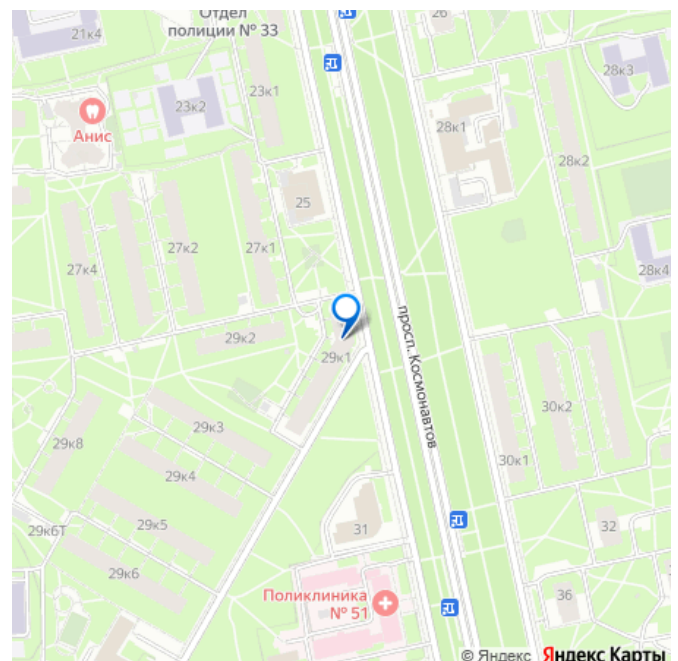 Отдел
полиции № 33
26
21к4
23к1
28к3
23к2
28к1
Анис
28к2
25
27к2
27к1
27к4
28к4
просп. Космонавтов
29к2
29к1
30к2
29к3
29к8
30к1
29к4
29к5
31
32
29к6Т
29к6
Поликлиника
№ 51
36
© Яндекс Яндекс Карты